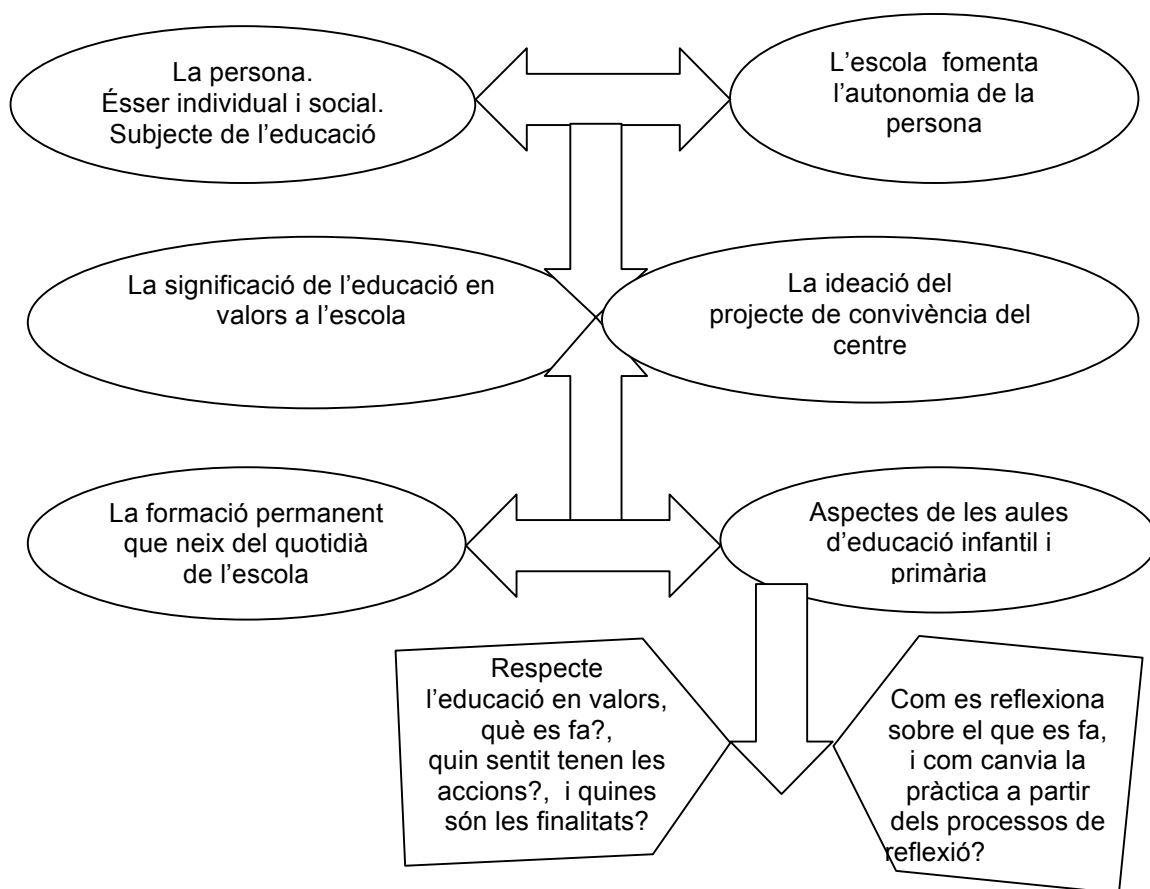 La persona.
Ésser individual i social.
Subjecte de l’educació
L’escola fomenta
l’autonomia de la
persona
La significació de l’educació en
valors a l’escola
La ideació del
projecte de convivència del
centre
La formació permanent
que neix del quotidià
de l’escola
Aspectes de les aules
d’educació infantil i
primària
Respecte
l’educació en valors,
què es fa?,
quin sentit tenen les
accions?, i quines
són les finalitats?
Com es reflexiona
sobre el que es fa,
i com canvia la
pràctica a partir
dels processos de
reflexió?